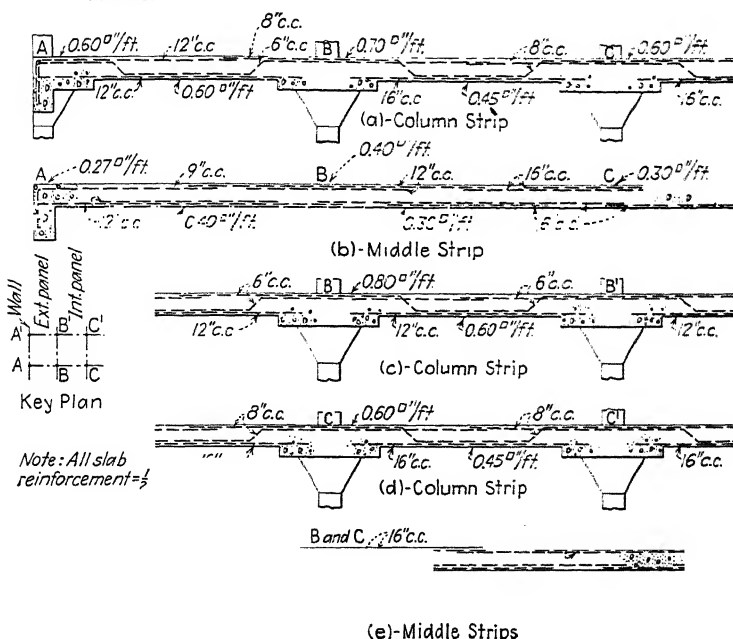 8"c.c.
A 0.60□"/ft. 12"c.c 6"c.c B 0.70□"/ft. 8"c.c. C 0.60□"/ft.
12"c.c. 0.60□"/ft. 16"c.c 0.45□"/ft. 16"c.
(a)-Column Strip
A 0.27□"/ft. 9"c.c. B 0.40□"/ft. 12"c.c. C 0.30□"/ft.
0.40□"/ft. 0.30□"/ft.
(b)-Middle Strip
Wall
Ext. panel
Int. panel
A' B' C'
A B C
Key Plan
6"c.c. B 0.80□"/ft. 6"c.c. B'
12"c.c 12"c.c. 0.60□"/ft. 12"c.c.
(c)-Column Strip
8"c.c. C 0.60□"/ft. 8"c.c. C'
16" 16"c.c. 0.45□"/ft. 16"c.c.
(d)-Column Strip
Note: All slab
reinforcement=
B and C 16"c.c.
(e)-Middle Strips